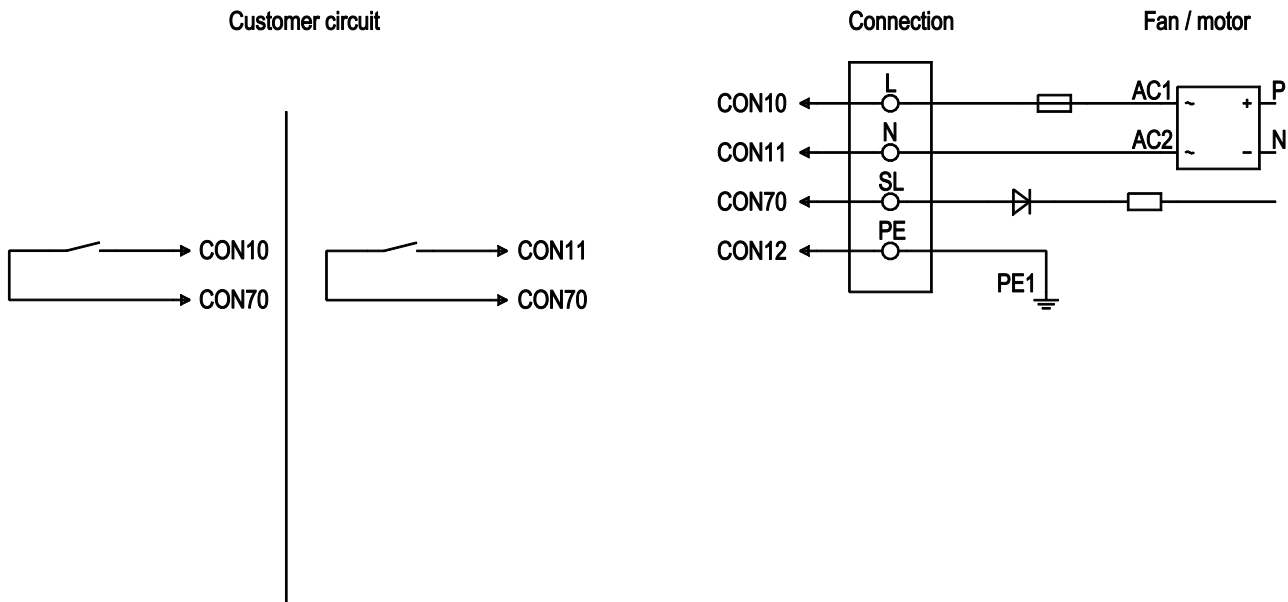 Customer circuit
Connection
Fan / motor
CON10
CON70
CON11
CON70
CON10
L
AC1
~
+
P
CON11
N
AC2
~
–
N
CON70
SL
CON12
PE
PE1